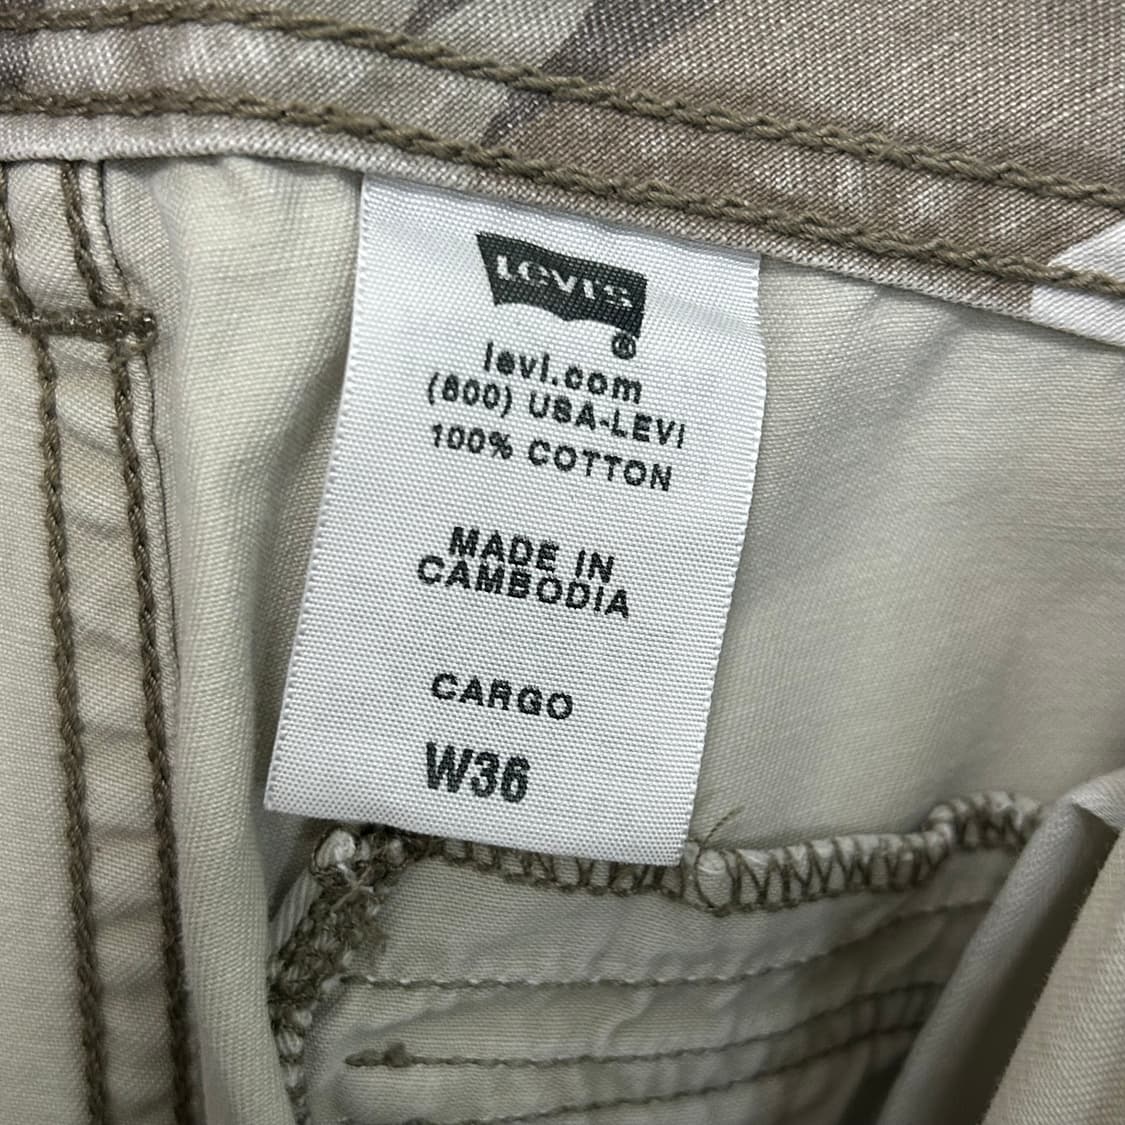 LEVI'S
®
levi.com
(800) USA-LEVI
100% COTTON
MADE IN
CAMBODIA
CARGO
W36